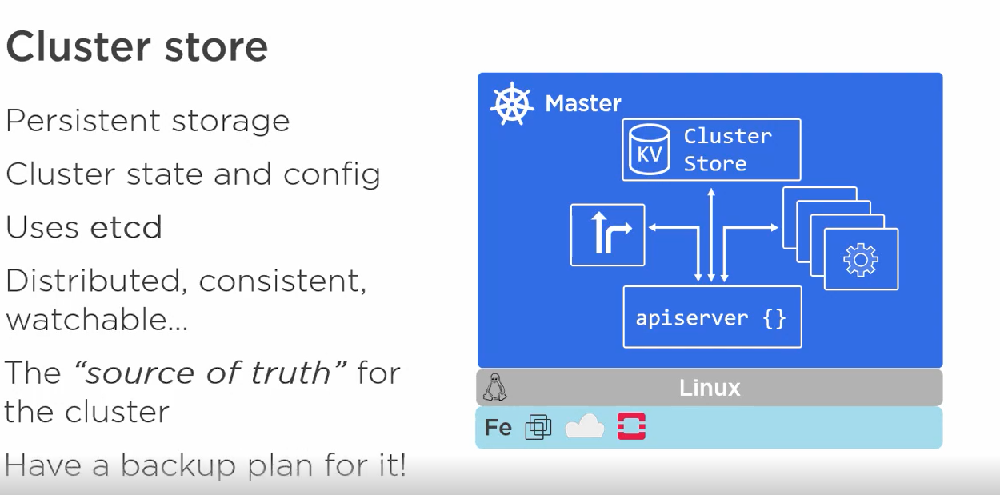 Cluster store
Persistent storage
Cluster state and config
Uses etcd
Distributed, consistent,
watchable...
The “source of truth” for
the cluster
Have a backup plan for it!
Master
KV
Cluster
Store
apiserver {}
Linux
Fe